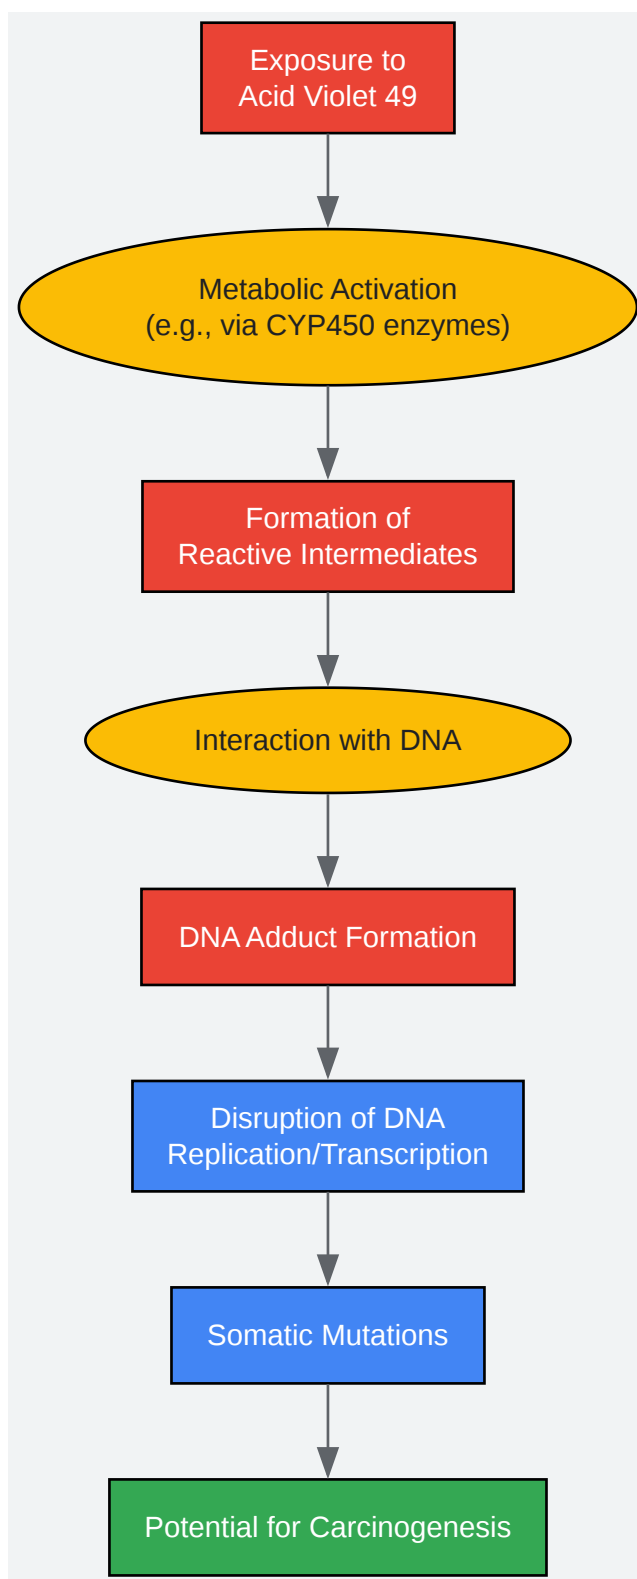 Exposure to
Acid Violet 49
Metabolic Activation
(e.g., via CYP450 enzymes)
Formation of
Reactive Intermediates
Interaction with DNA
DNA Adduct Formation
Disruption of DNA
Replication/Transcription
Somatic Mutations
Potential for Carcinogenesis